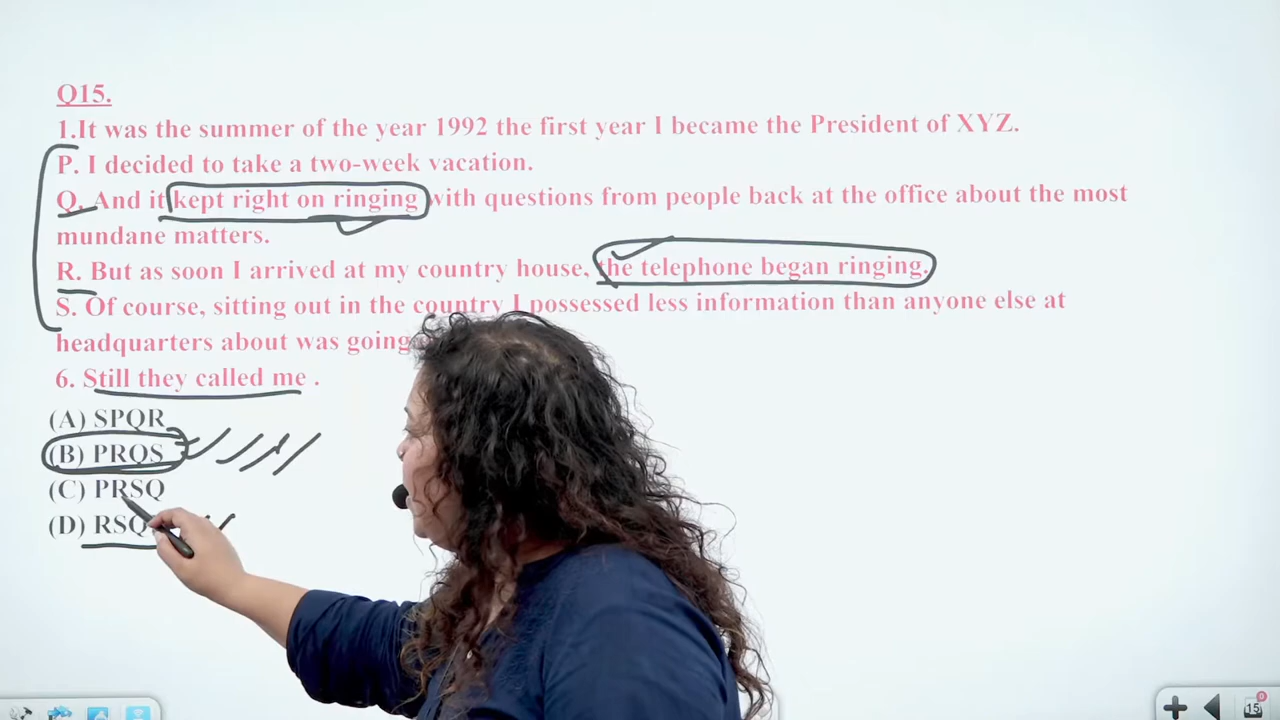 Q15.
1.It was the summer of the year 1992 the first year I became the President of XYZ.
P. I decided to take a two-week vacation.
Q. And it kept right on ringing with questions from people back at the office about the most
mundane matters.
R. But as soon I arrived at my country house, the telephone began ringing.
S. Of course, sitting out in the country I possessed less information than anyone else at
headquarters about was going
6. Still they called me .
(A) SPQR
(B) PRQS
(C) PRSQ
(D) RSQ
15
0